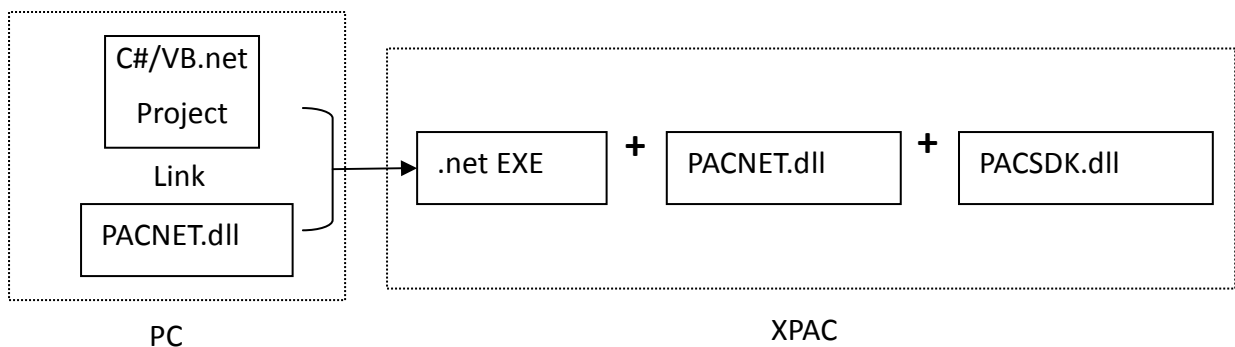 C#/VB.net
Project
Link
PACNET.dll
PC
.net EXE + PACNET.dll + PACSDK.dll
XPAC